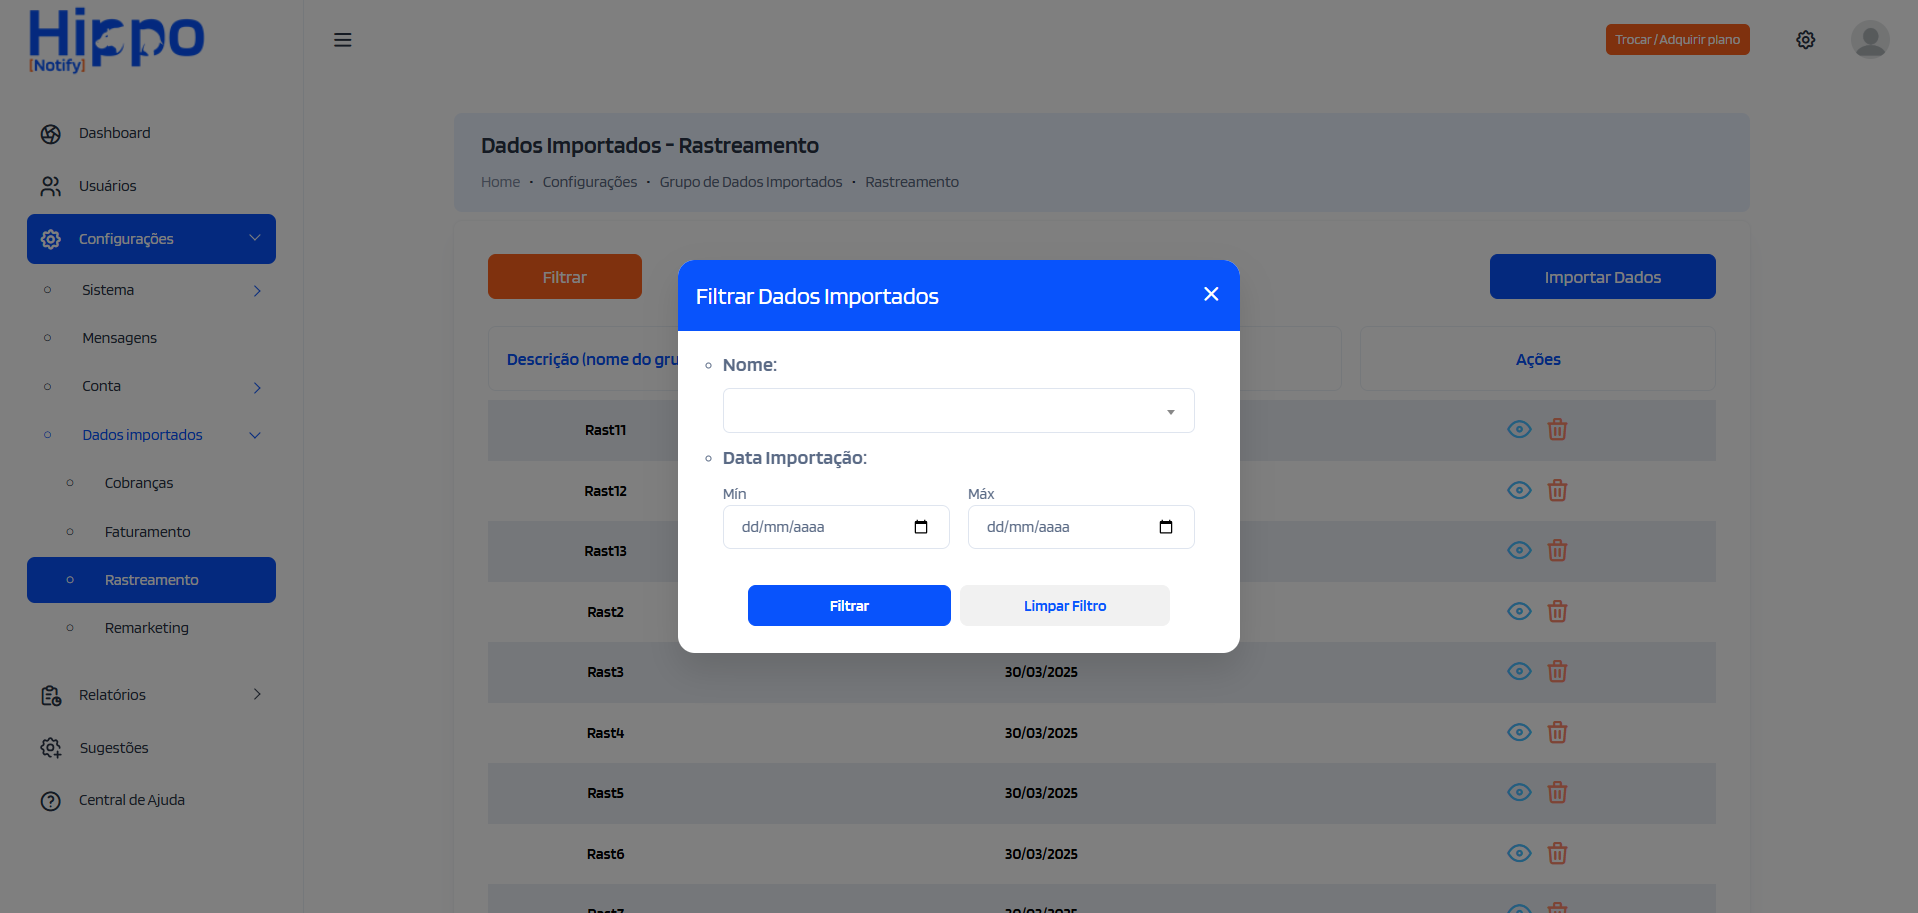 Hippo
[Notify]
Trocar / Adquirir plano
Dashboard
Usuários
Configurações
Sistema
Mensagens
Conta
Dados importados
Cobranças
Faturamento
Rastreamento
Remarketing
Relatórios
Sugestões
Central de Ajuda
Dados Importados - Rastreamento
Home • Configurações • Grupo de Dados Importados • Rastreamento
Filtrar
Importar Dados
Descrição (nome do gru
Ações
Filtrar Dados Importados
Nome:
Data Importação:
Mín
Máx
dd/mm/aaaa
dd/mm/aaaa
Filtrar
Limpar Filtro
Rast11
Rast12
Rast13
Rast2
Rast3 30/03/2025
Rast4 30/03/2025
Rast5 30/03/2025
Rast6 30/03/2025
Rast7 30/03/2025